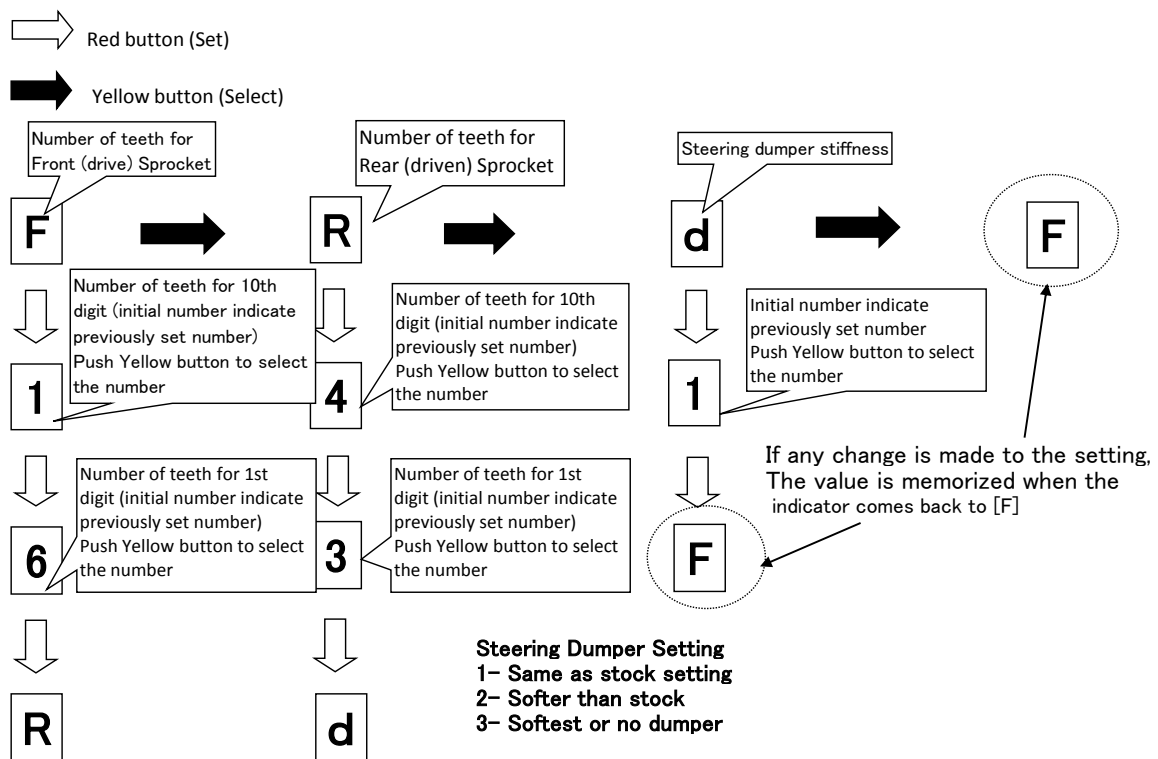 Red button (Set)
Yellow button (Select)
Number of teeth for
Front (drive) Sprocket
Number of teeth for
Rear (driven) Sprocket
Steering dumper stiffness
F
R
d
F
Number of teeth for 10th
digit (initial number indicate
previously set number)
Push Yellow button to select
the number
Number of teeth for 10th
digit (initial number indicate
previously set number)
Push Yellow button to select
the number
Initial number indicate
previously set number
Push Yellow button to select
the number
1
4
1
If any change is made to the setting,
The value is memorized when the
indicator comes back to [F]
Number of teeth for 1st
digit (initial number indicate
previously set number)
Push Yellow button to select
the number
Number of teeth for 1st
digit (initial number indicate
previously set number)
Push Yellow button to select
the number
6
3
F
Steering Dumper Setting
1- Same as stock setting
2- Softer than stock
3- Softest or no dumper
R
d